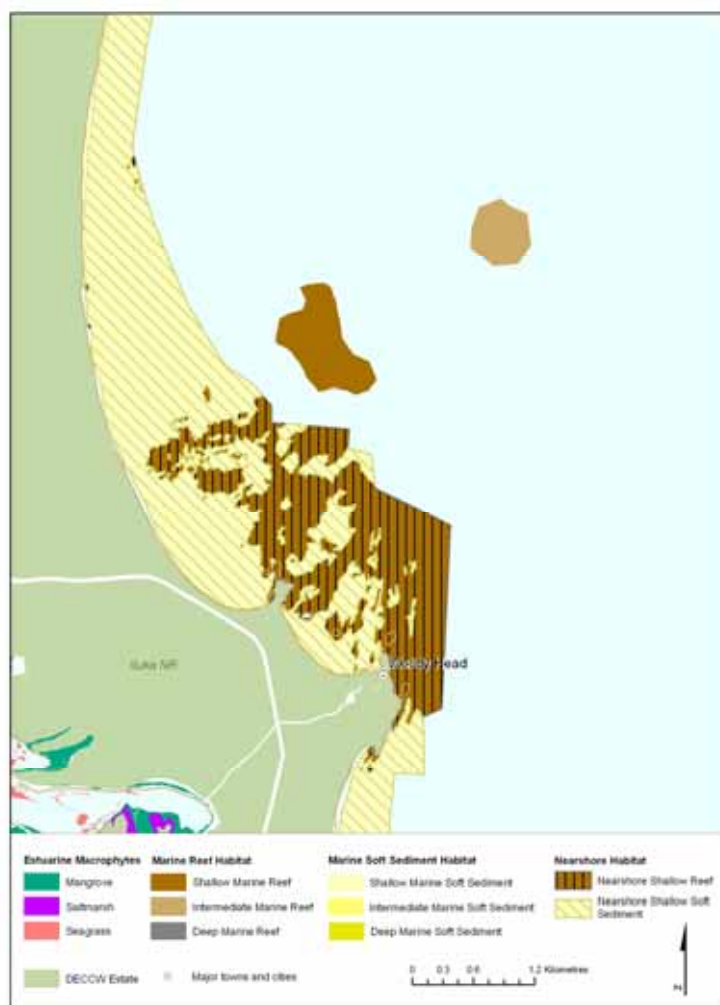 Iluka NR
Head
Estuarine Macrophytes
Mangrove
Saltmarsh
Seagrass
DECCW Estate
Marine Reef Habitat
Shallow Marine Reef
Intermediate Marine Reef
Deep Marine Reef
Major towns and cities
Marine Soft Sediment Habitat
Shallow Marine Soft Sediment
Intermediate Marine Soft Sediment
Deep Marine Soft Sediment
0 0.3 0.6 1.2 Kilometres
Nearshore Habitat
Nearshore Shallow Reef
Nearshore Shallow Soft
Sediment
N